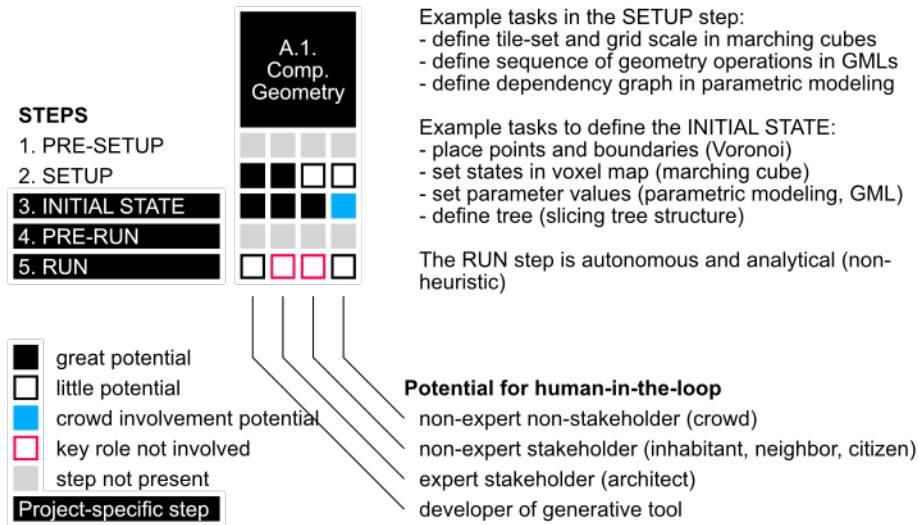 A.1.
Comp.
Geometry
STEPS
1. PRE-SETUP
2. SETUP
3. INITIAL STATE
4. PRE-RUN
5. RUN
Example tasks in the SETUP step:
- define tile-set and grid scale in marching cubes
- define sequence of geometry operations in GMLs
- define dependency graph in parametric modeling
Example tasks to define the INITIAL STATE:
- place points and boundaries (Voronoi)
- set states in voxel map (marching cube)
- set parameter values (parametric modeling, GML)
- define tree (slicing tree structure)
The RUN step is autonomous and analytical (non-
heuristic)
great potential
little potential
crowd involvement potential
key role not involved
step not present
Project-specific step
Potential for human-in-the-loop
non-expert non-stakeholder (crowd)
non-expert stakeholder (inhabitant, neighbor, citizen)
expert stakeholder (architect)
developer of generative tool